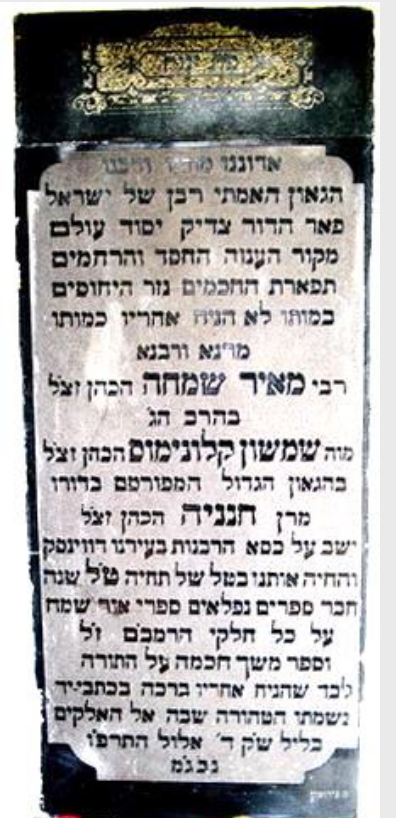 פה נטמן
אדוננו מורנו ורבנו
הגאון האמתי רבן של ישראל
פאר הדור צדיק יסוד עולם
מקור הענוה החסד והרחמים
תפארת החכמים נזר היחוסים
במותו לא הניח אחריו כמותו
מרנא ורבנא
רבי מאיר שמחה הכהן זצ״ל
בהרב הג׳
מוה שמשון קלונימוס הכהן זצ״ל
בהגאון הגדול המפורסם בדורו
מרן חנניה הכהן זצ״ל
ישב על כסא הרבנות בעירנו דווינסק
והחיה אותנו בטל של תחיה ט״ל שנה
חבר ספרים נפלאים ספרי אור שמח
על כל חלקי הרמב״ם ז״ל
וספר משך חכמה על התורה
לבד שהניח אחריו ברכה בכתבי־יד
נשמתו הטהורה שבה אל האלקים
בליל ש״ק ד׳ אלול התרפ״ו
נ׳ב׳ג׳מ